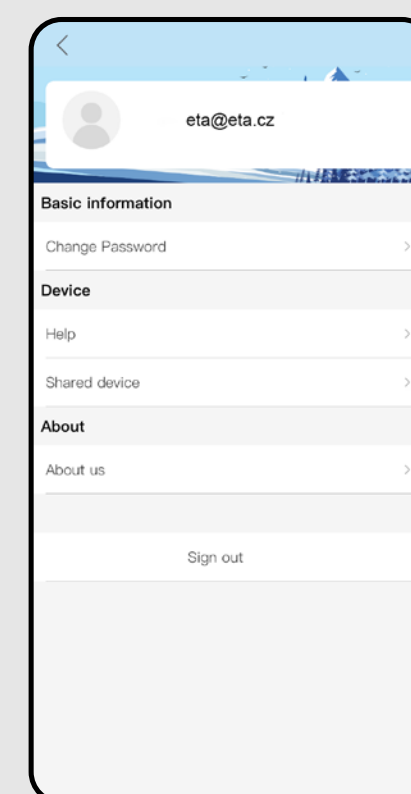 eta@eta.cz
Basic information
Change Password
Device
Help
Shared device
About
About us
Sign out